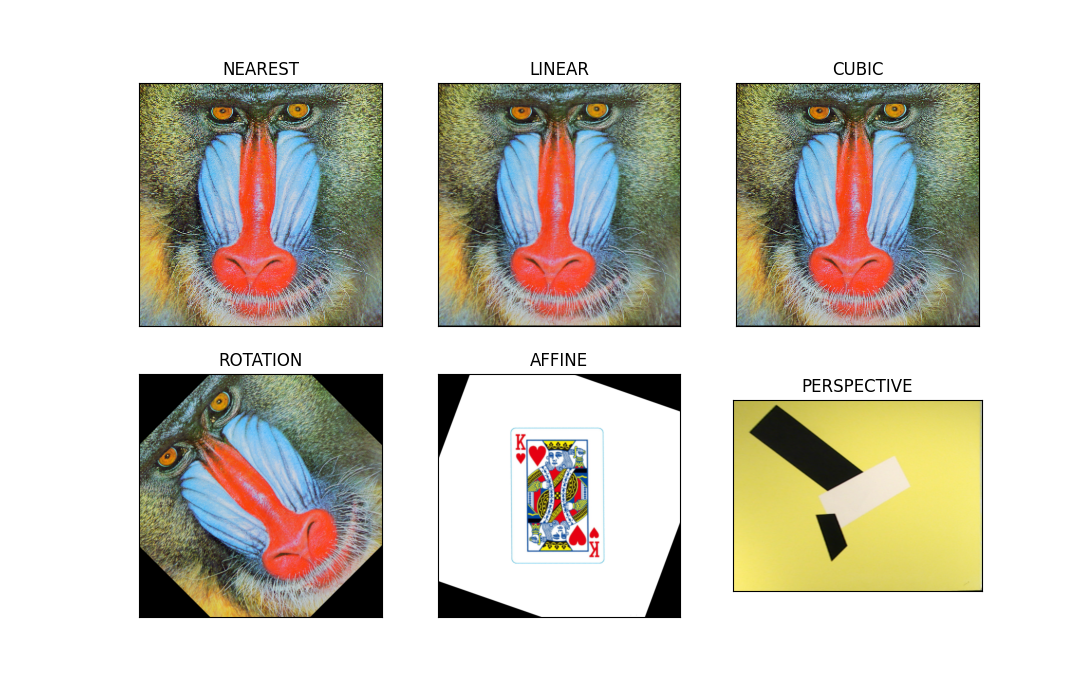 NEAREST
LINEAR
CUBIC
ROTATION
AFFINE
PERSPECTIVE
K
K